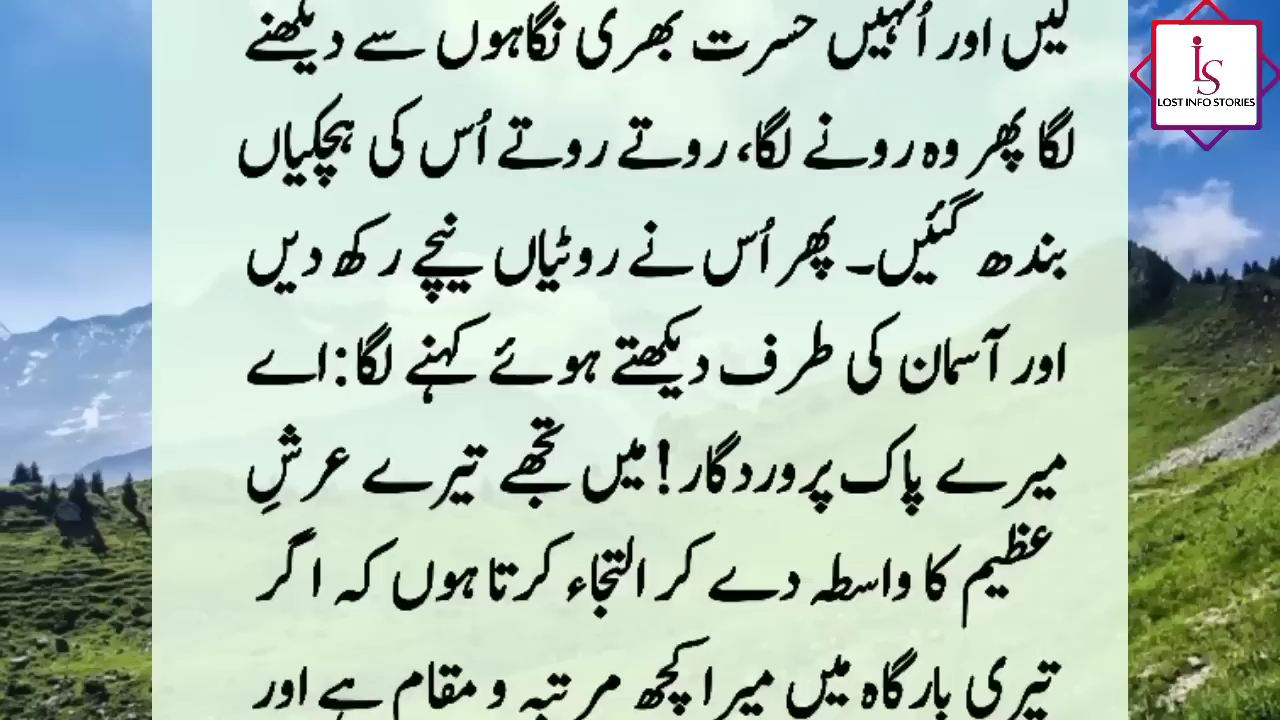 لیں اور اُنہیں حسرت بھری نگاہوں سے دیکھنے
لگا پھر وہ رونے لگا، روتے روتے اُس کی ہچکیاں
بندھ گئیں۔ پھر اُس نے روٹیاں نیچے رکھ دیں
اور آسمان کی طرف دیکھتے ہوئے کہنے لگا: اے
میرے پاک پروردگار! میں تجھے تیرے عرشِ
عظیم کا واسطہ دے کر التجاء کرتا ہوں کہ اگر
تیری بارگاہ میں میرا کچھ مرتبہ و مقام ہے اور
LS
LOST INFO STORIES